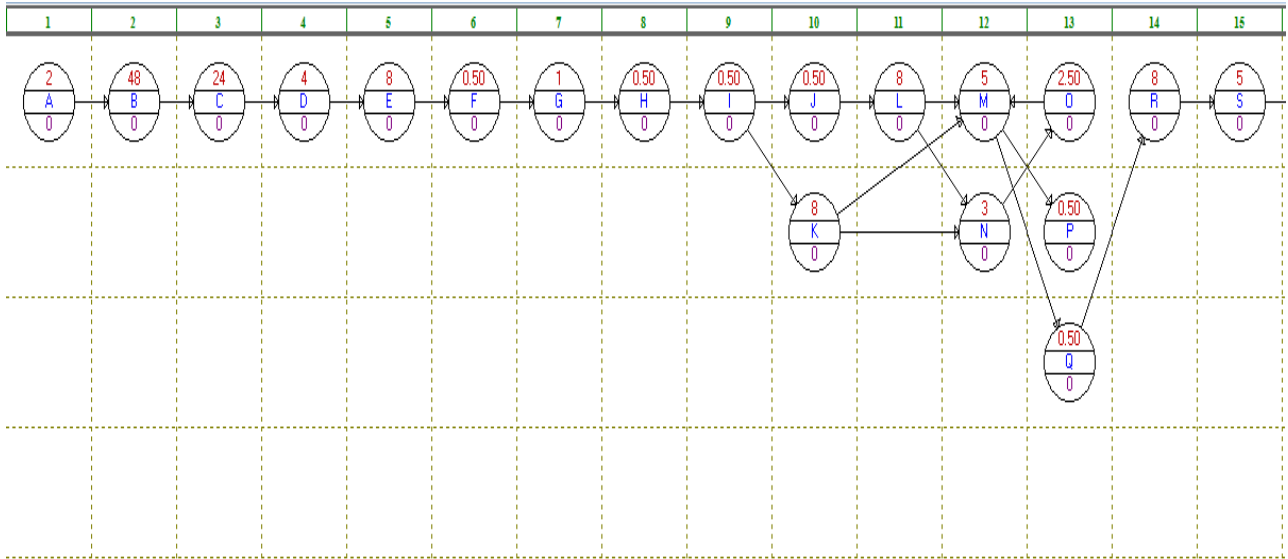 1 2 3 4 5 6 7 8 9 10 11 12 13 14 15
2 48 24 4 8 0.50 1 0.50 0.50 0.50 8 5 2.50 8 5
A B C D E F G H I J L M O R S
0 0 0 0 0 0 0 0 0 0 0 0 0 0 0
8 3 0.50
K N P
0 0 0
0.50
Q
0